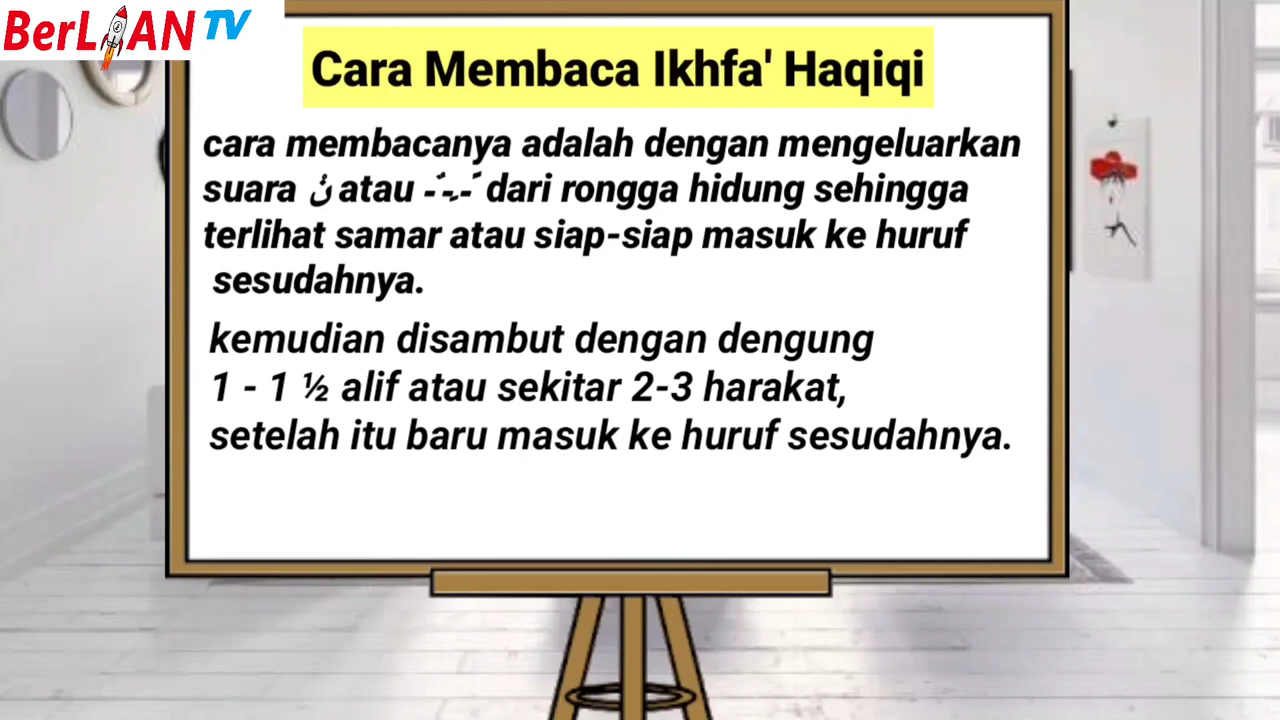 BerLIAN TV
Cara Membaca Ikhfa' Haqiqi
cara membacanya adalah dengan mengeluarkan
suara نْ atau ـًـ ـٍـ ـٌـ dari rongga hidung sehingga
terlihat samar atau siap-siap masuk ke huruf
sesudahnya.
kemudian disambut dengan dengung
1 - 1 ½ alif atau sekitar 2-3 harakat,
setelah itu baru masuk ke huruf sesudahnya.